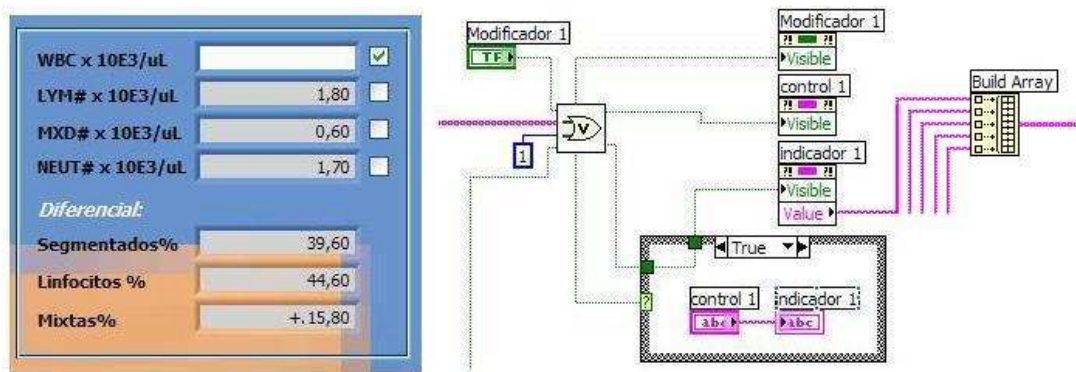 WBC x 10E3/uL
LYM# x 10E3/uL 1,80
MXD# x 10E3/uL 0,60
NEUT# x 10E3/uL 1,70
Diferencial:
Segmentados% 39,60
Linfocitos % 44,60
Mixtas% +.15,80
Modificador 1
TF
1
V
Modificador 1
?! ?!
Visible
control 1
?! ?!
Visible
indicador 1
?! ?!
Visible
Value
Build Array
True
?
control 1
abc
indicador 1
abc